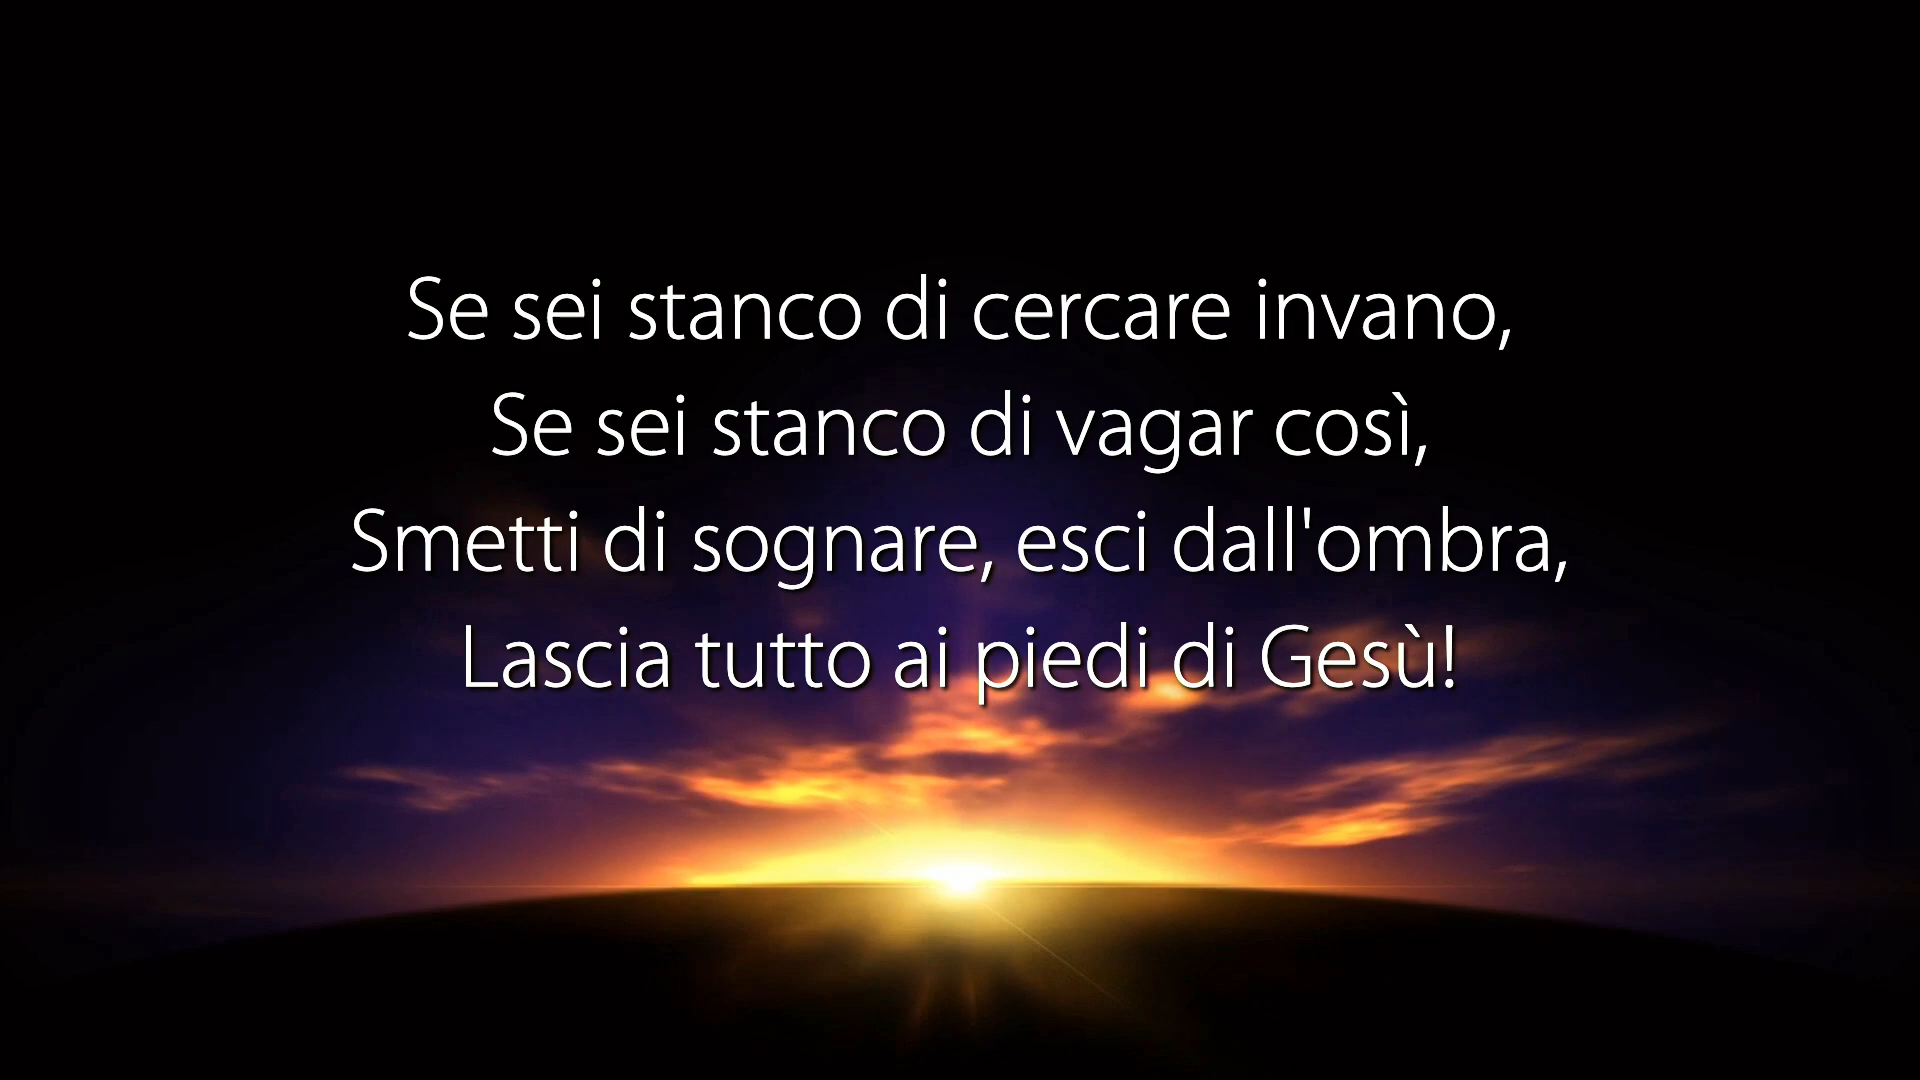 Se sei stanco di cercare invano,
Se sei stanco di vagar così,
Smetti di sognare, esci dall'ombra,
Lascia tutto ai piedi di Gesù!